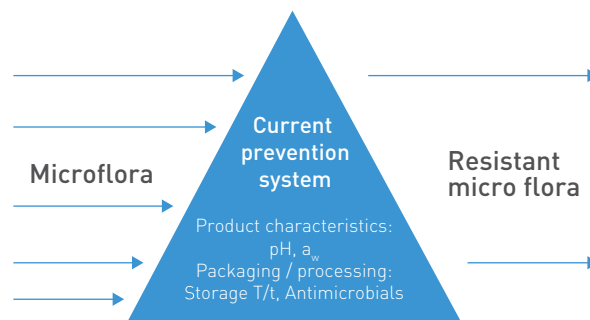 Current
prevention
system
Microflora
Resistant
micro flora
Product characteristics:
pH, aw
Packaging / processing:
Storage T/t, Antimicrobials